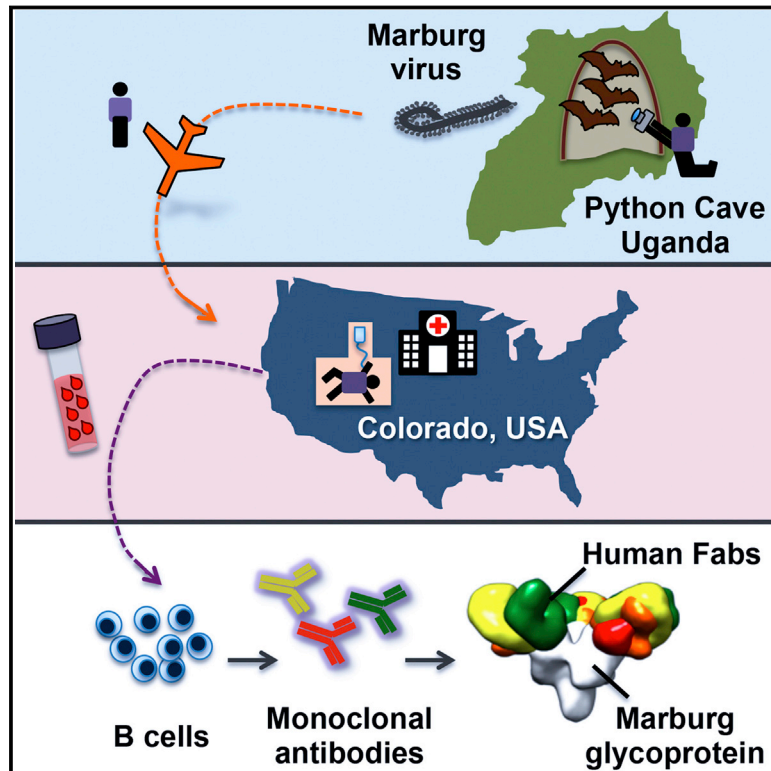 Marburg
virus
Python Cave
Uganda
Colorado, USA
Human Fabs
B cells
Monoclonal
antibodies
Marburg
glycoprotein